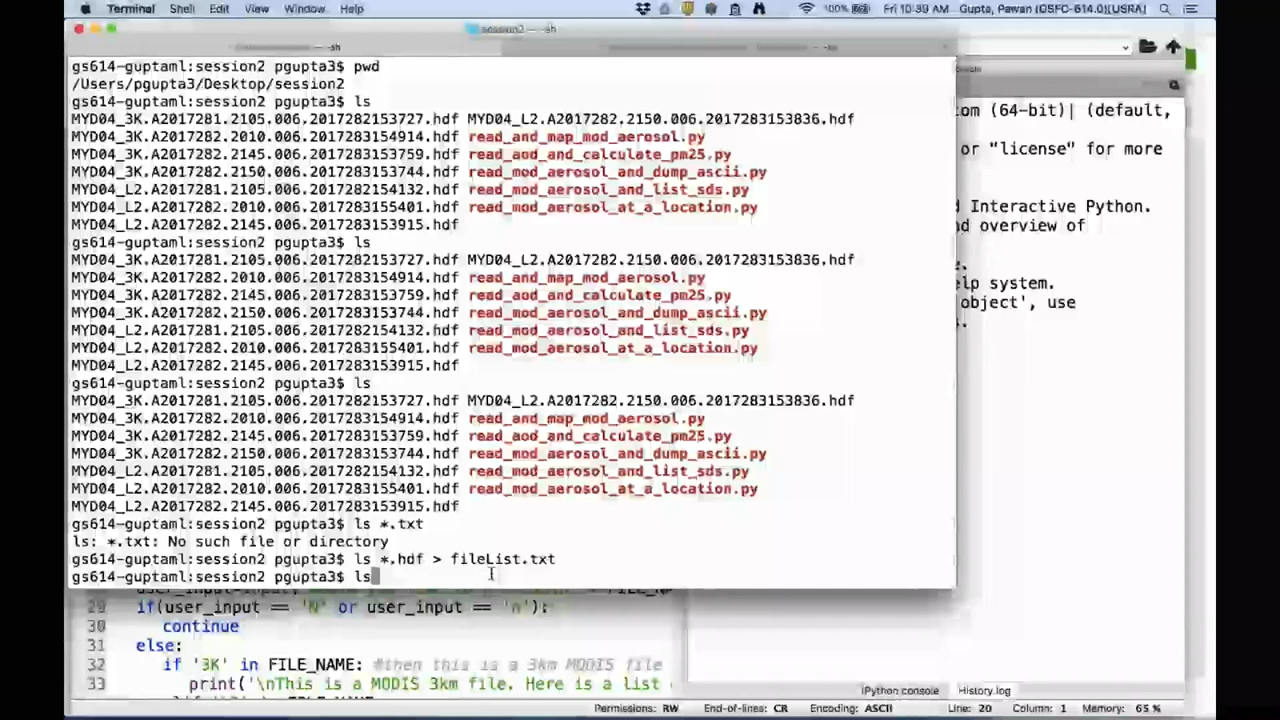 Terminal Shell Edit View Window Help 100% Fri 10:39 AM Gupta, Pawan (GSFC-614.0)[USRA]
session2 — -sh
— -sh
gs614-guptaml:session2 pgupta3$ pwd
/Users/pgupta3/Desktop/session2
gs614-guptaml:session2 pgupta3$ ls
MYD04_3K.A2017281.2105.006.2017282153727.hdf MYD04_L2.A2017282.2150.006.2017283153836.hdf
MYD04_3K.A2017282.2010.006.2017283154914.hdf read_and_map_mod_aerosol.py
MYD04_3K.A2017282.2145.006.2017283153759.hdf read_aod_and_calculate_pm25.py
MYD04_3K.A2017282.2150.006.2017283153744.hdf read_mod_aerosol_and_dump_ascii.py
MYD04_L2.A2017281.2105.006.2017282154132.hdf read_mod_aerosol_and_list_sds.py
MYD04_L2.A2017282.2010.006.2017283155401.hdf read_mod_aerosol_at_a_location.py
MYD04_L2.A2017282.2145.006.2017283153915.hdf
gs614-guptaml:session2 pgupta3$ ls
MYD04_3K.A2017281.2105.006.2017282153727.hdf MYD04_L2.A2017282.2150.006.2017283153836.hdf
MYD04_3K.A2017282.2010.006.2017283154914.hdf read_and_map_mod_aerosol.py
MYD04_3K.A2017282.2145.006.2017283153759.hdf read_aod_and_calculate_pm25.py
MYD04_3K.A2017282.2150.006.2017283153744.hdf read_mod_aerosol_and_dump_ascii.py
MYD04_L2.A2017281.2105.006.2017282154132.hdf read_mod_aerosol_and_list_sds.py
MYD04_L2.A2017282.2010.006.2017283155401.hdf read_mod_aerosol_at_a_location.py
MYD04_L2.A2017282.2145.006.2017283153915.hdf
gs614-guptaml:session2 pgupta3$ ls
MYD04_3K.A2017281.2105.006.2017282153727.hdf MYD04_L2.A2017282.2150.006.2017283153836.hdf
MYD04_3K.A2017282.2010.006.2017283154914.hdf read_and_map_mod_aerosol.py
MYD04_3K.A2017282.2145.006.2017283153759.hdf read_aod_and_calculate_pm25.py
MYD04_3K.A2017282.2150.006.2017283153744.hdf read_mod_aerosol_and_dump_ascii.py
MYD04_L2.A2017281.2105.006.2017282154132.hdf read_mod_aerosol_and_list_sds.py
MYD04_L2.A2017282.2010.006.2017283155401.hdf read_mod_aerosol_at_a_location.py
MYD04_L2.A2017282.2145.006.2017283153915.hdf
gs614-guptaml:session2 pgupta3$ ls *.txt
ls: *.txt: No such file or directory
gs614-guptaml:session2 pgupta3$ ls *.hdf > fileList.txt
gs614-guptaml:session2 pgupta3$ ls
(64-bit)| (default,
or "license" for more
Interactive Python.
overview of
system.
object', use
29 if(user_input == 'N' or user_input == 'n'):
30 continue
31 else:
32 if '3K' in FILE_NAME: #then this is a 3km MODIS file
33 print('\nThis is a MODIS 3km file. Here is a list
IPython console History log
Permissions: RW End-of-lines: CR Encoding: ASCII Line: 20 Column: 1 Memory: 65 %